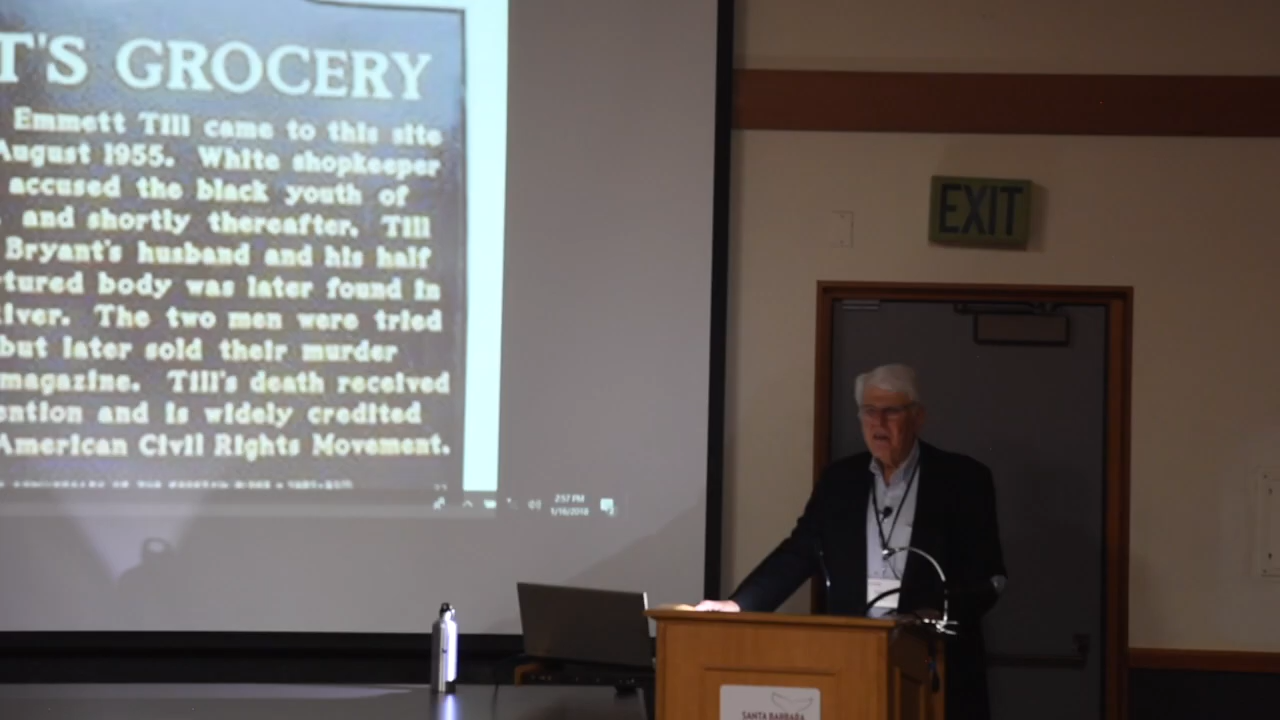 T'S GROCERY
Emmett Till came to this site
August 1955. White shopkeeper
accused the black youth of
and shortly thereafter. Till
Bryant's husband and his half
tured body was later found in
iver. The two men were tried
but later sold their murder
magazine. Till's death received
ntion and is widely credited
American Civil Rights Movement.
2:57 PM
1/16/2018
EXIT
SANTA BARBARA